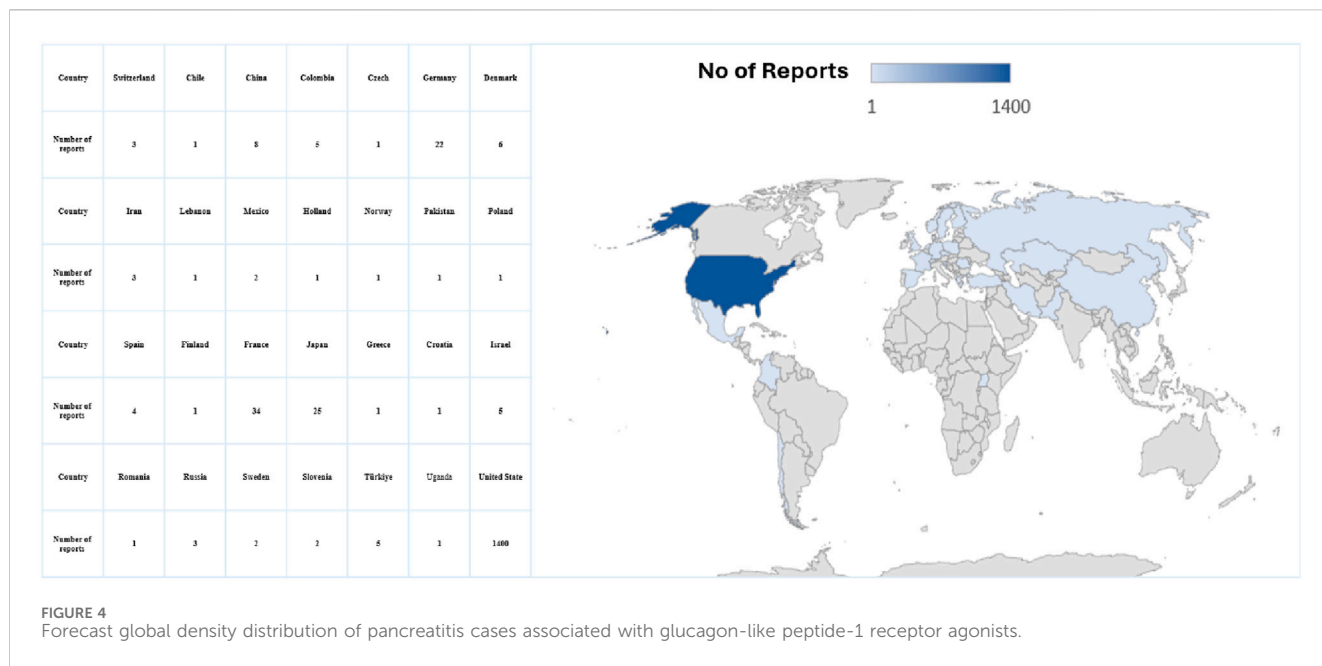 Country Switzerland Chile China Colombia Czech Germany Denmark
Number of
reports 3 1 8 5 1 22 6
Country Iran Lebanon Mexico Holland Norway Pakistan Poland
Number of
reports 3 1 2 1 1 1 1
Country Spain Finland France Japan Greece Croatia Israel
Number of
reports 4 1 34 25 1 1 5
Country Romania Russia Sweden Slovenia Türkiye Uganda United State
Number of
reports 1 3 2 2 5 1 1400
No of Reports
1 1400
FIGURE 4
Forecast global density distribution of pancreatitis cases associated with glucagon-like peptide-1 receptor agonists.